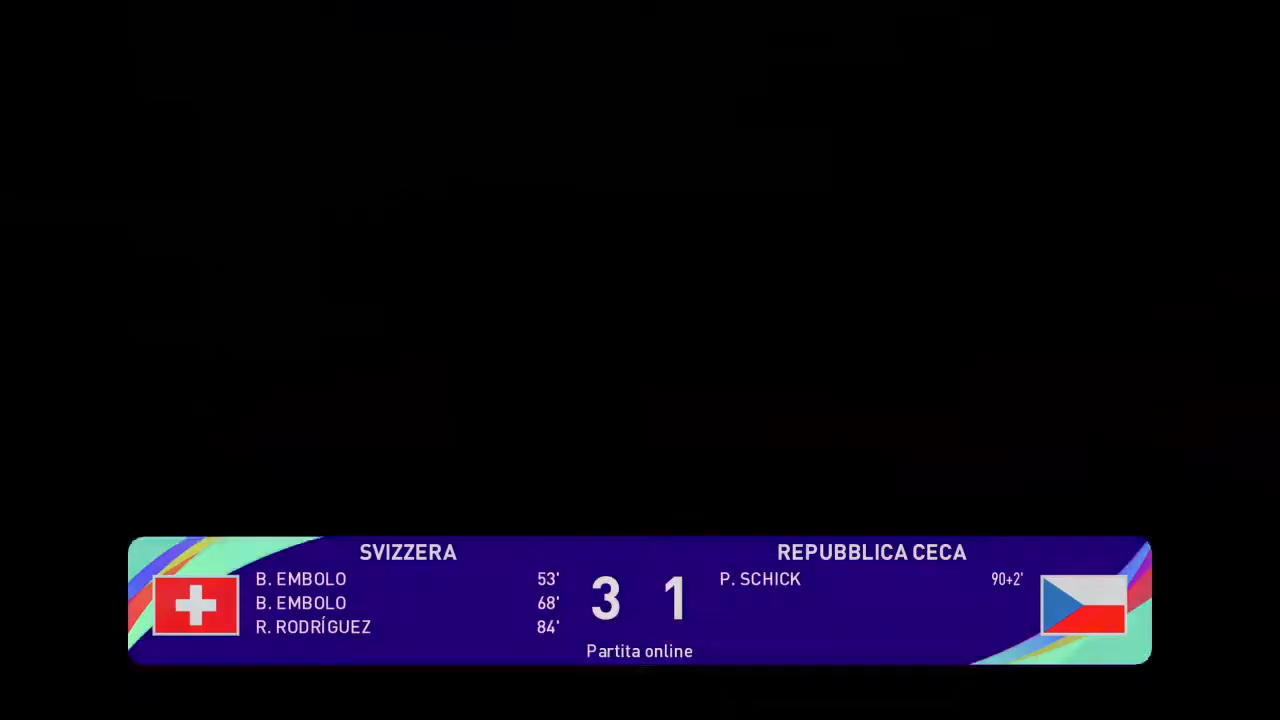 SVIZZERA
B. EMBOLO 53'
B. EMBOLO 68'
R. RODRÍGUEZ 84'
3 1
REPUBBLICA CECA
P. SCHICK 90+2'
Partita online